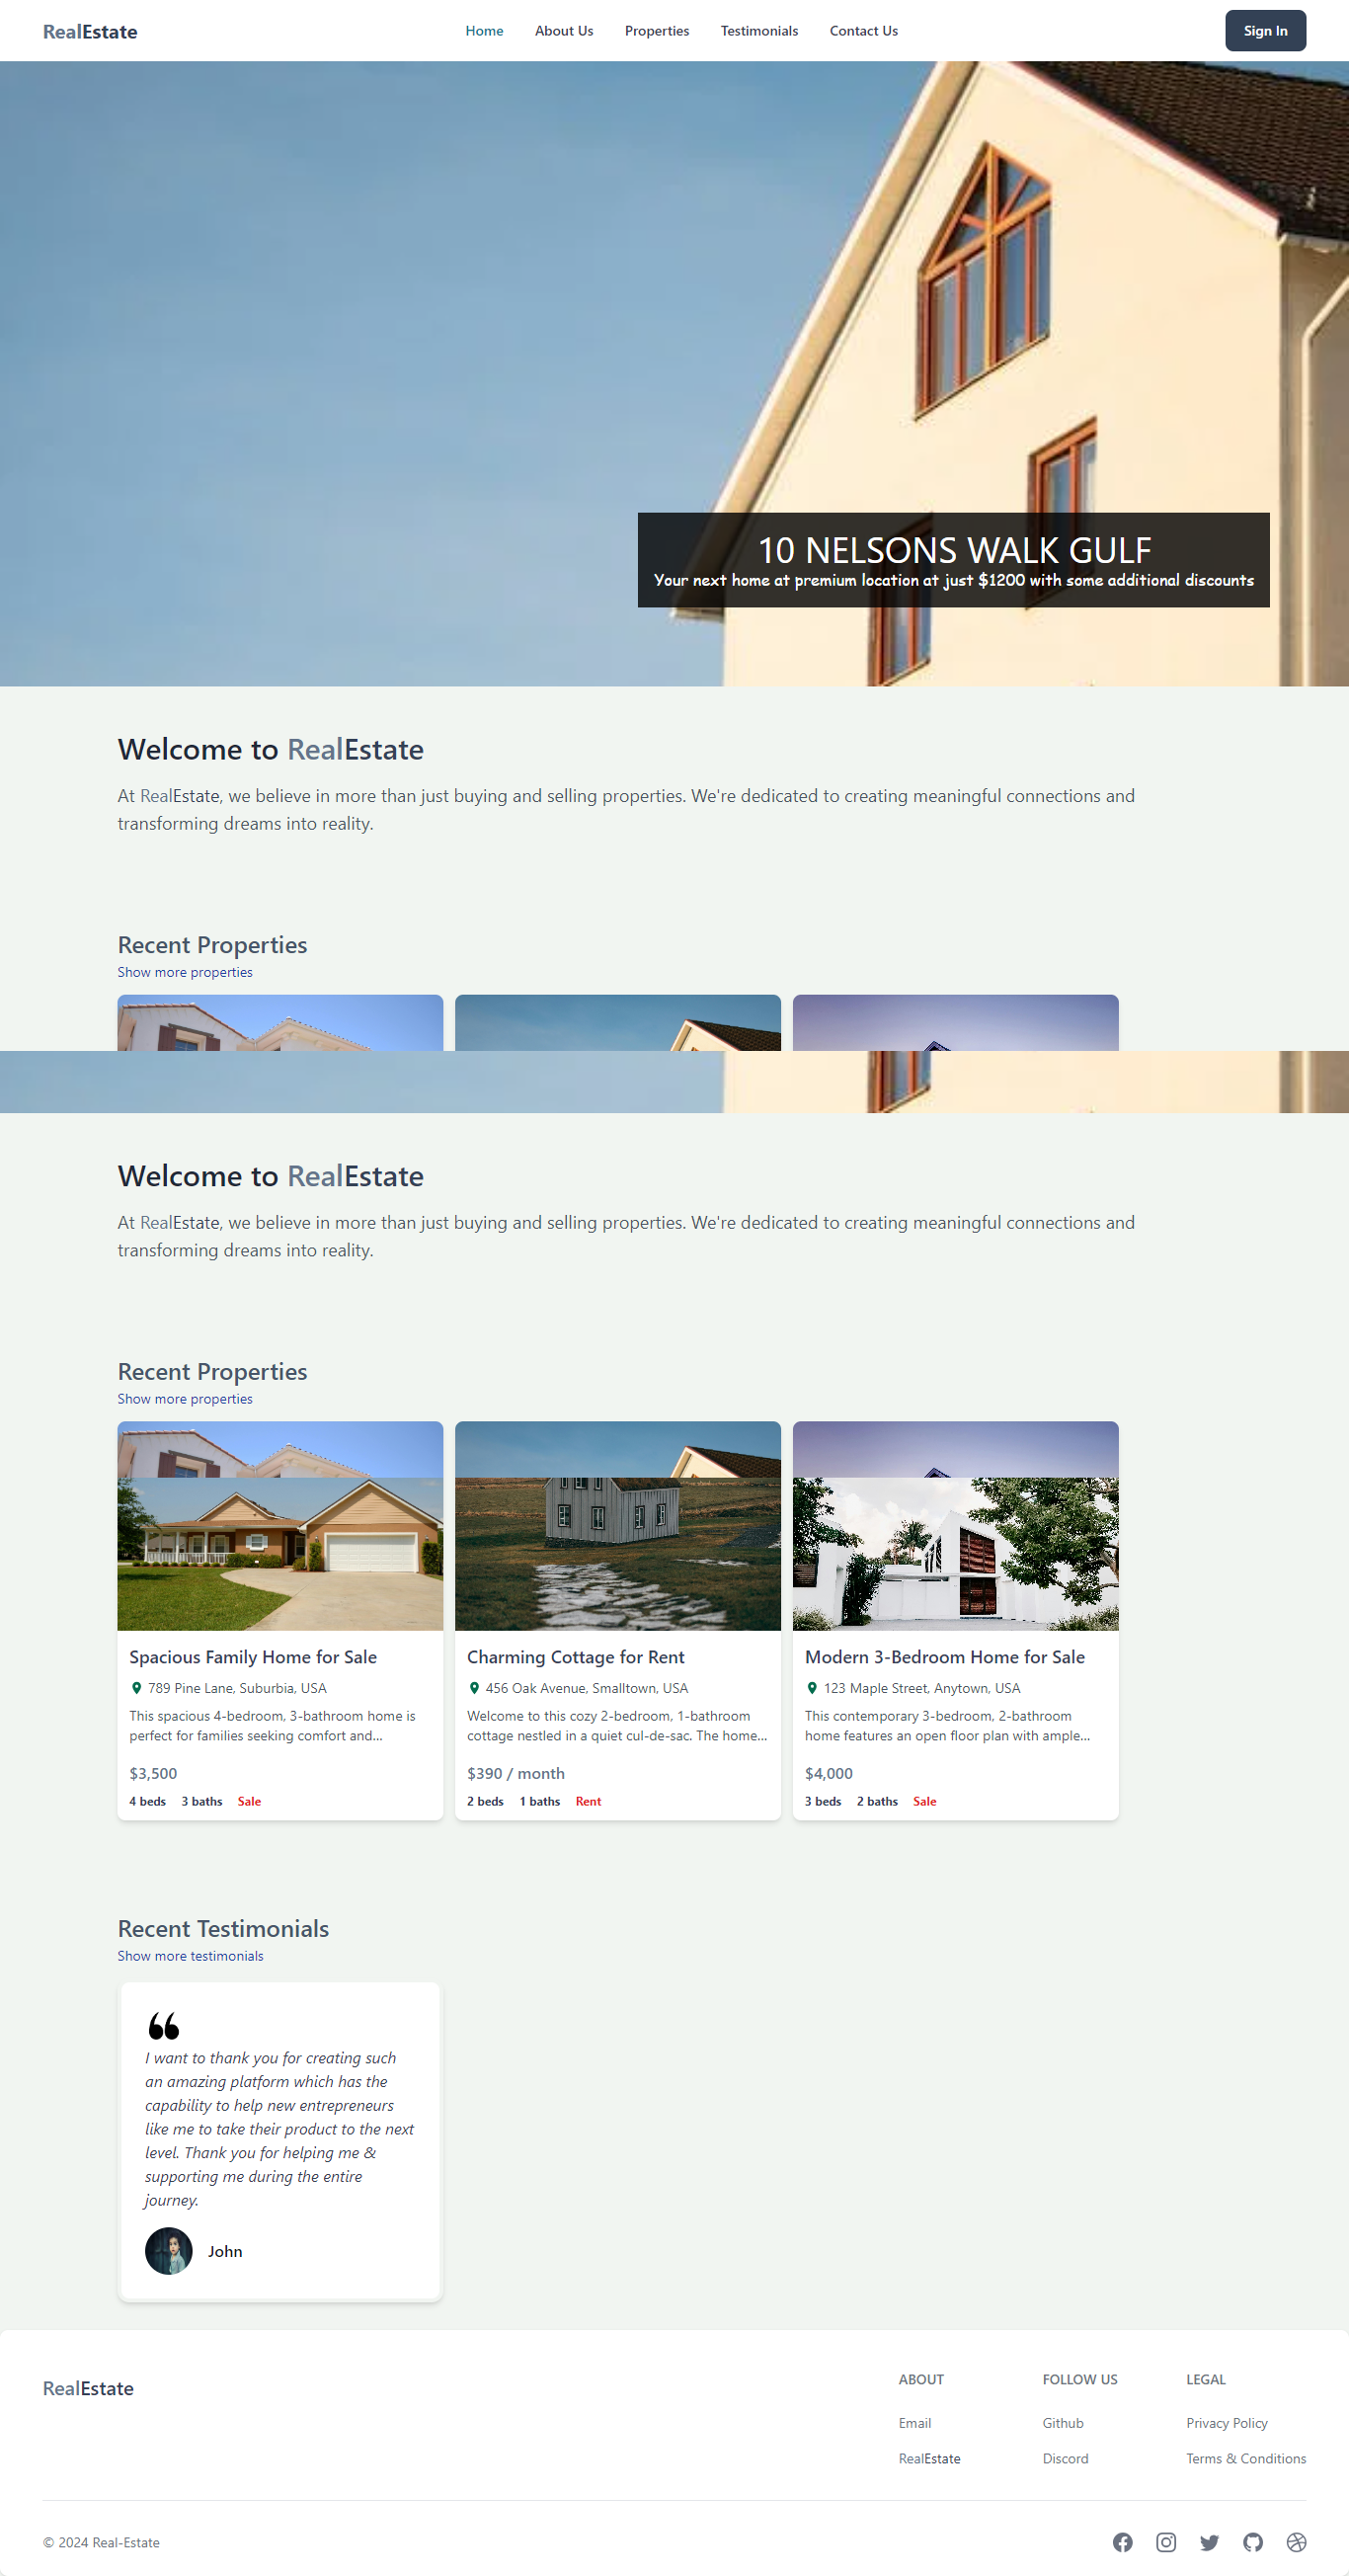 RealEstate
Home
About Us
Properties
Testimonials
Contact Us
Sign In
10 NELSONS WALK GULF
Your next home at premium location at just $1200 with some additional discounts
Welcome to RealEstate
At RealEstate, we believe in more than just buying and selling properties. We're dedicated to creating meaningful connections and
transforming dreams into reality.
Recent Properties
Show more properties
Welcome to RealEstate
At RealEstate, we believe in more than just buying and selling properties. We're dedicated to creating meaningful connections and
transforming dreams into reality.
Recent Properties
Show more properties
Spacious Family Home for Sale
789 Pine Lane, Suburbia, USA
This spacious 4-bedroom, 3-bathroom home is
perfect for families seeking comfort and...
$3,500
4 beds 3 baths Sale
Charming Cottage for Rent
456 Oak Avenue, Smalltown, USA
Welcome to this cozy 2-bedroom, 1-bathroom
cottage nestled in a quiet cul-de-sac. The home...
$390 / month
2 beds 1 baths Rent
Modern 3-Bedroom Home for Sale
123 Maple Street, Anytown, USA
This contemporary 3-bedroom, 2-bathroom
home features an open floor plan with ample...
$4,000
3 beds 2 baths Sale
Recent Testimonials
Show more testimonials
I want to thank you for creating such
an amazing platform which has the
capability to help new entrepreneurs
like me to take their product to the next
level. Thank you for helping me &
supporting me during the entire
journey.
John
RealEstate
ABOUT
Email
RealEstate
FOLLOW US
Github
Discord
LEGAL
Privacy Policy
Terms & Conditions
© 2024 Real-Estate